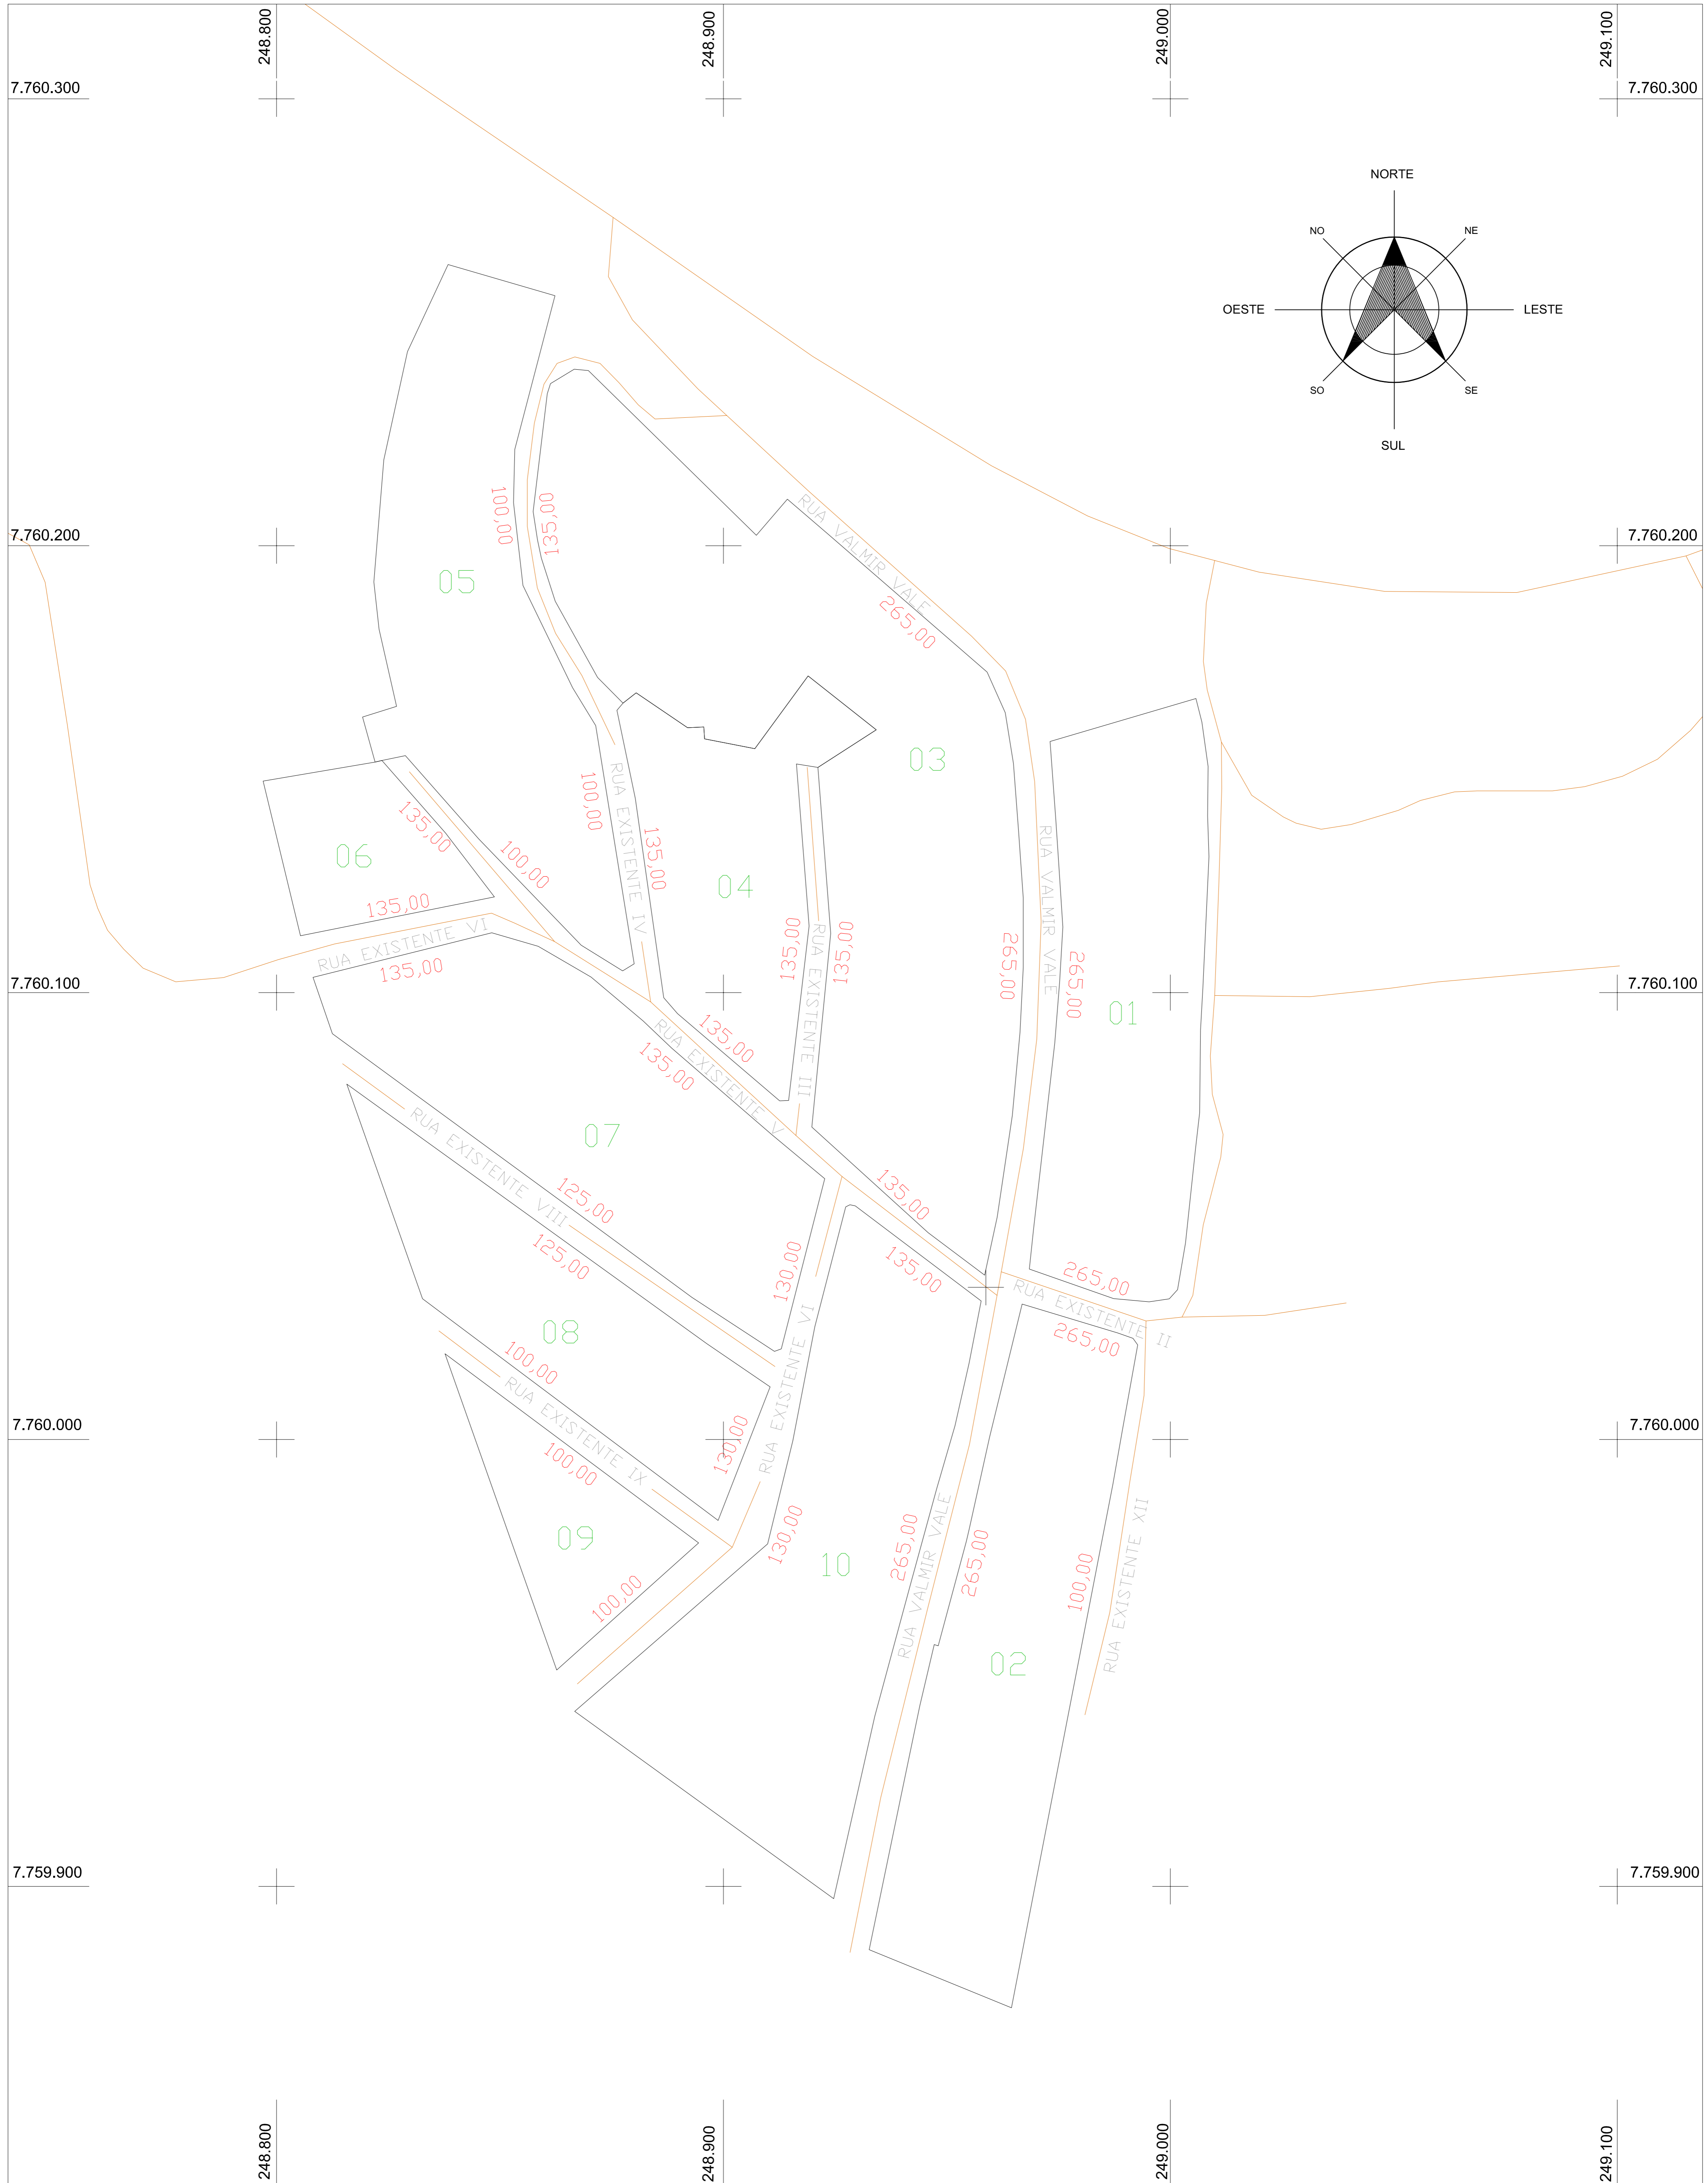 248.800
248.900
249.000
249.100
7.760.300
7.760.300
NORTE
NO
NE
OESTE
LESTE
SO
SE
SUL
100,00
135,00
RUA VALMIR VALE
265,00
7.760.200
7.760.200
05
03
100,00
RUA EXISTENTE IV
135,00
135,00
100,00
06
04
135,00
RUA VALMIR VALE
135,00
RUA EXISTENTE III
135,00
265,00
265,00
01
RUA EXISTENTE VI
135,00
7.760.100
7.760.100
135,00
RUA EXISTENTE V
135,00
07
RUA EXISTENTE VIII
125,00
125,00
135,00
135,00
130,00
265,00
RUA EXISTENTE II
265,00
08
100,00
RUA EXISTENTE VI
RUA EXISTENTE IX
100,00
130,00
7.760.000
7.760.000
09
130,00
10
265,00
RUA VALMIR VALE
265,00
100,00
RUA EXISTENTE XII
100,00
02
7.759.900
7.759.900
248.800
248.900
249.000
249.100